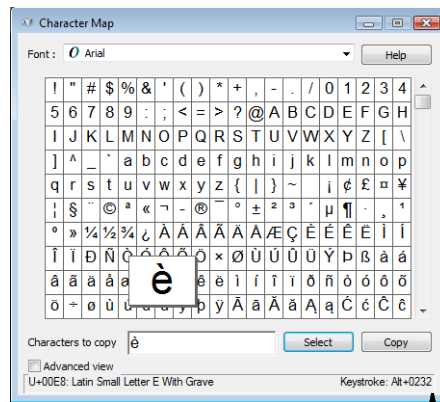 Character Map
Font : O Arial Help
! " # $ % & ' ( ) * + , - . / 0 1 2 3 4
5 6 7 8 9 : ; < = > ? @ A B C D E F G H
I J K L M N O P Q R S T U V W X Y Z [ \
] ^ _ ` a b c d e f g h i j k l m n o p
q r s t u v w x y z { | } ~ ¡ ¢ £ ¤ ¥
¦ § ¨ © ª « ¬ - ® ¯ ° ± ² ³ ´ µ ¶ · ¸ ¹
º » ¼ ½ ¾ ¿ À Á Â Ã Ä Å Æ Ç È É Ê Ë Ì Í
Î Ï Ð Ñ Ò Ó Ô Õ Ö × Ø Ù Ú Û Ü Ý Þ ß à á
â ã ä å æ è ê ë ì í î ï ð ñ ò ó ô õ
ö ÷ ø ù ú þ ÿ Ā ā Ă ă Ą ą Ć ć Ĉ ĉ
Characters to copy è Select Copy
Advanced view
U+00E8: Latin Small Letter E With Grave Keystroke: Alt+0232